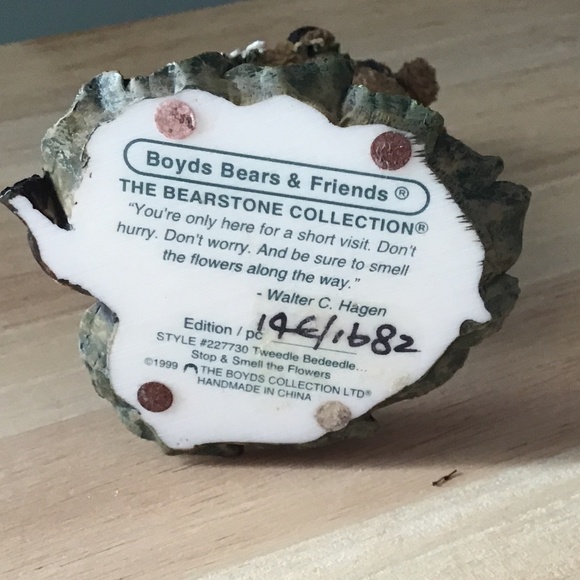 Boyds Bears & Friends®
THE BEARSTONE COLLECTION®
"You're only here for a short visit. Don't
hurry. Don't worry. And be sure to smell
the flowers along the way."
- Walter C. Hagen
Edition / pc 14E/1682
STYLE #227730 Tweedle Bedeedle...
Stop & Smell the Flowers
©1999 THE BOYDS COLLECTION LTD®
HANDMADE IN CHINA